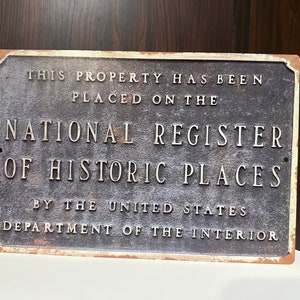 THIS PROPERTY HAS BEEN
PLACED ON THE
NATIONAL REGISTER
OF HISTORIC PLACES
BY THE UNITED STATES
DEPARTMENT OF THE INTERIOR